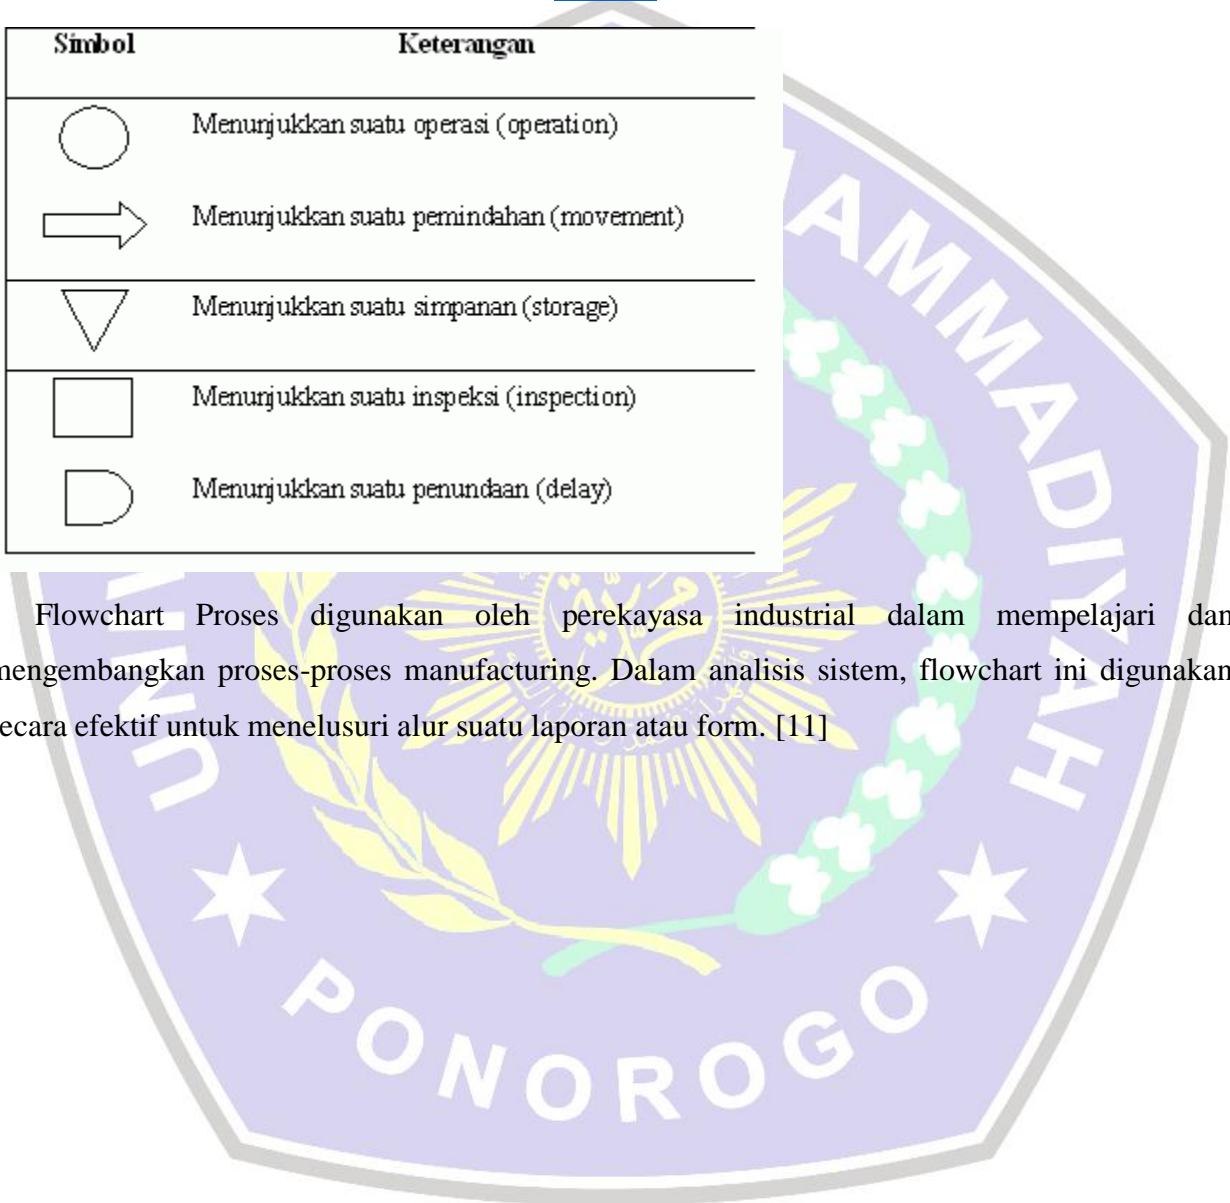 Simbol Keterangan
Menunjukkan suatu operasi (operation)
Menunjukkan suatu pemindahan (movement)
Menunjukkan suatu simpanan (storage)
Menunjukkan suatu inspeksi (inspection)
Menunjukkan suatu penundaan (delay)
Flowchart Proses digunakan oleh perekayasa industrial dalam mempelajari dan
mengembangkan proses-proses manufacturing. Dalam analisis sistem, flowchart ini digunakan
secara efektif untuk menelusuri alur suatu laporan atau form. [11]
PONOROGO